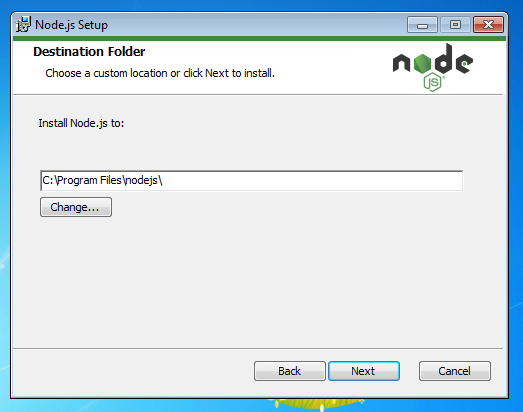 Node.js Setup
Destination Folder
Choose a custom location or click Next to install.
node
JS
Install Node.js to:
C:\Program Files\nodejs\
Change...
Back Next Cancel